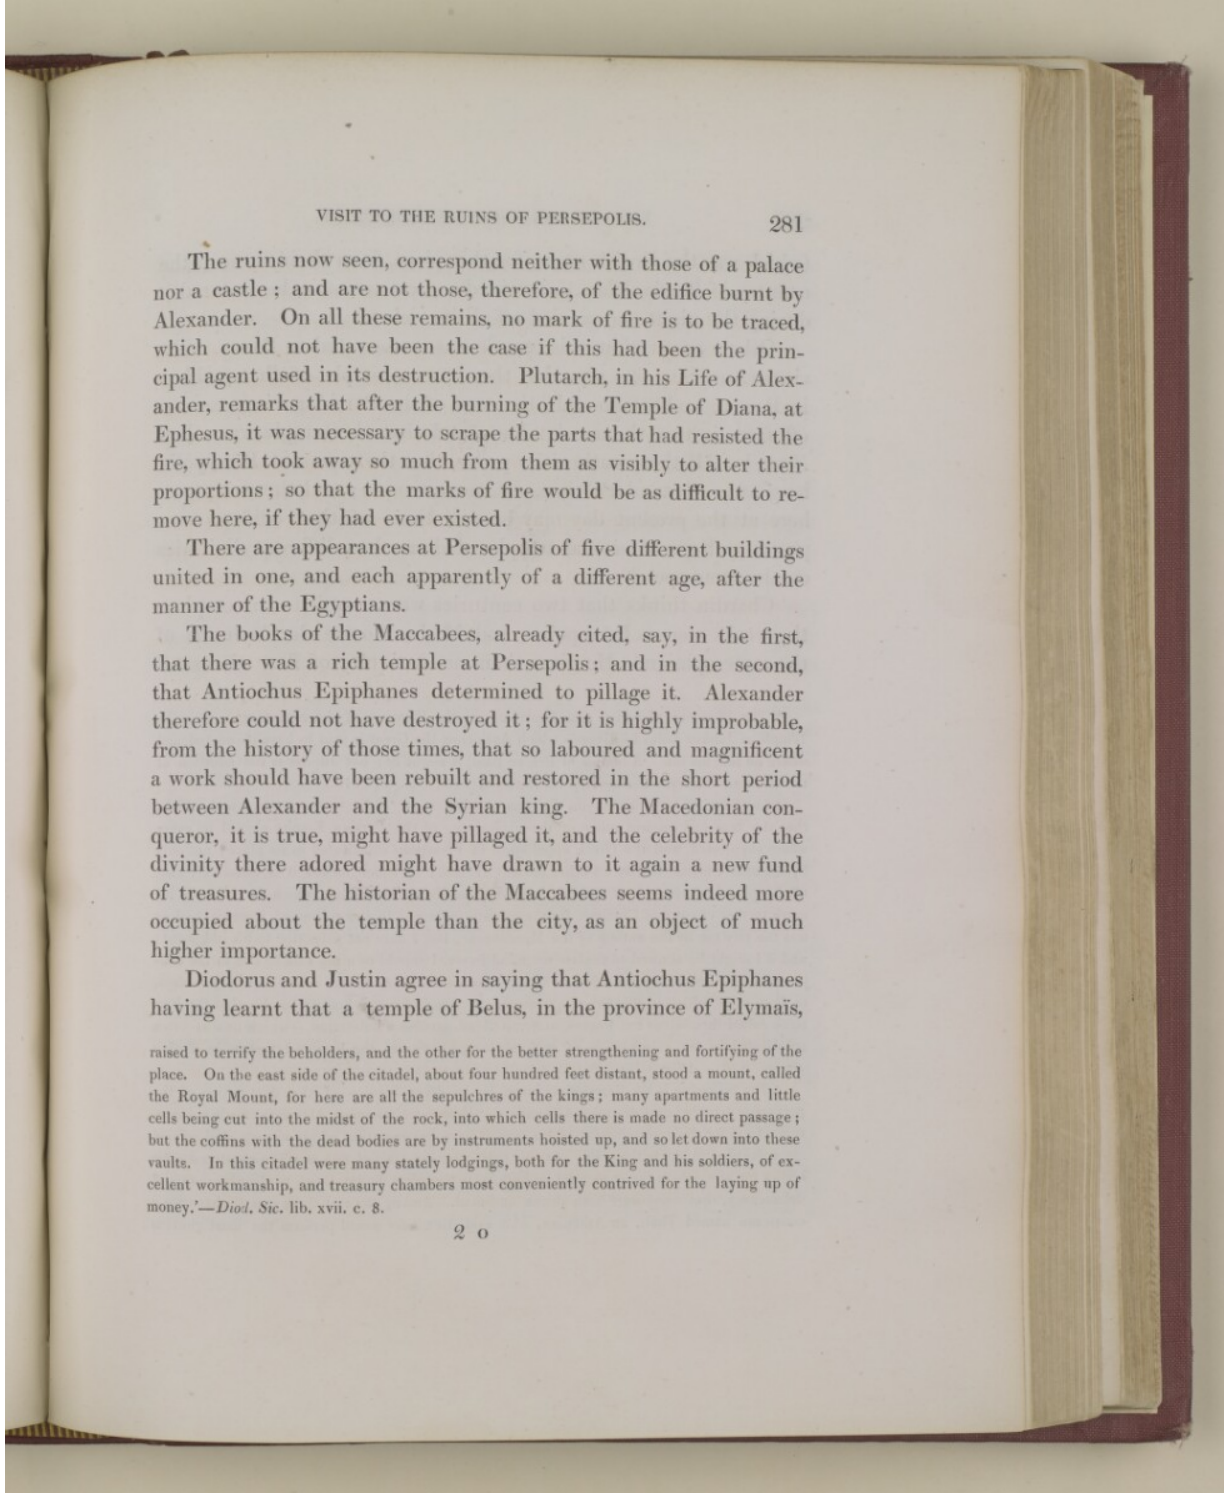 VISIT TO THE RUINS OF PERSEPOLIS. 281
The ruins now seen, correspond neither with those of a palace
nor a castle; and are not those, therefore, of the edifice burnt by
Alexander. On all these remains, no mark of fire is to be traced,
which could not have been the case if this had been the prin-
cipal agent used in its destruction. Plutarch, in his Life of Alex-
ander, remarks that after the burning of the Temple of Diana, at
Ephesus, it was necessary to scrape the parts that had resisted the
fire, which took away so much from them as visibly to alter their
proportions; so that the marks of fire would be as difficult to re-
move here, if they had ever existed.
There are appearances at Persepolis of five different buildings
united in one, and each apparently of a different age, after the
manner of the Egyptians.
The books of the Maccabees, already cited, say, in the first,
that there was a rich temple at Persepolis; and in the second,
that Antiochus Epiphanes determined to pillage it. Alexander
therefore could not have destroyed it; for it is highly improbable,
from the history of those times, that so laboured and magnificent
a work should have been rebuilt and restored in the short period
between Alexander and the Syrian king. The Macedonian con-
queror, it is true, might have pillaged it, and the celebrity of the
divinity there adored might have drawn to it again a new fund
of treasures. The historian of the Maccabees seems indeed more
occupied about the temple than the city, as an object of much
higher importance.
Diodorus and Justin agree in saying that Antiochus Epiphanes
having learnt that a temple of Belus, in the province of Elymaïs,
raised to terrify the beholders, and the other for the better strengthening and fortifying of the
place. On the east side of the citadel, about four hundred feet distant, stood a mount, called
the Royal Mount, for here are all the sepulchres of the kings; many apartments and little
cells being cut into the midst of the rock, into which cells there is made no direct passage;
but the coffins with the dead bodies are by instruments hoisted up, and so let down into these
vaults. In this citadel were many stately lodgings, both for the King and his soldiers, of ex-
cellent workmanship, and treasury chambers most conveniently contrived for the laying up of
money.'—Diod. Sic. lib. xvii. c. 8.
2 o